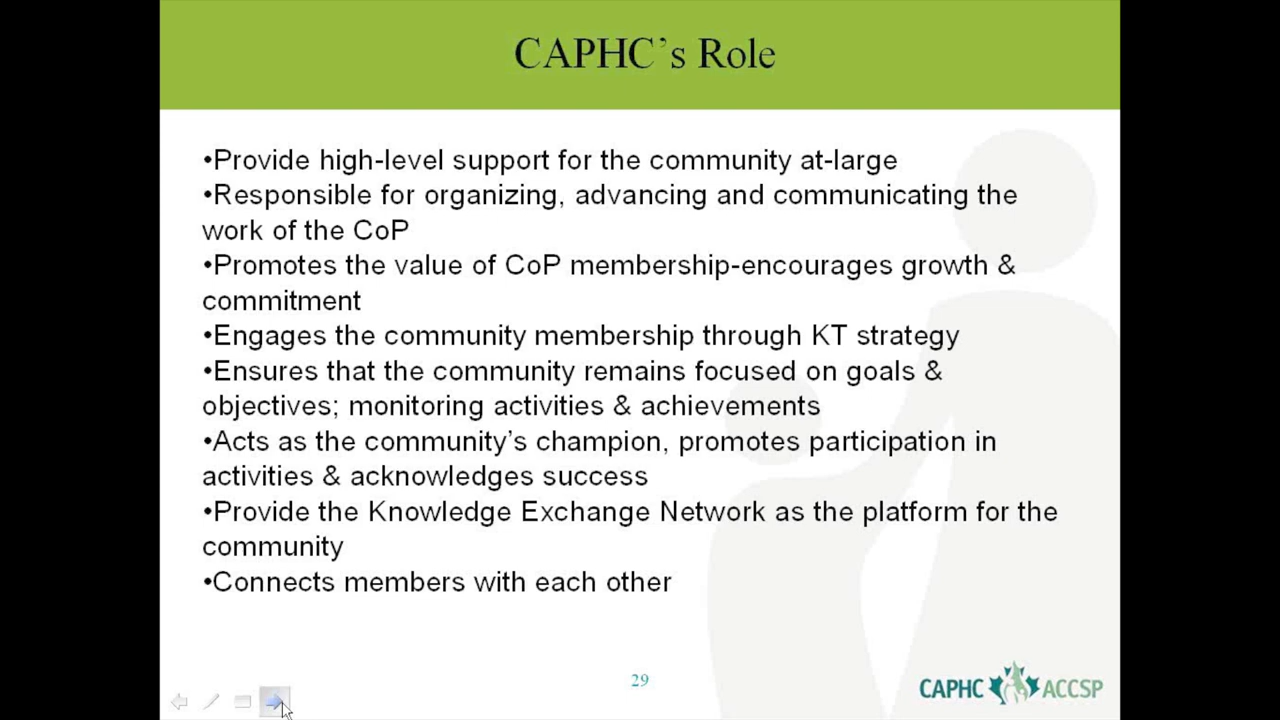 CAPHC's Role
•Provide high-level support for the community at-large
•Responsible for organizing, advancing and communicating the
work of the CoP
•Promotes the value of CoP membership-encourages growth &
commitment
•Engages the community membership through KT strategy
•Ensures that the community remains focused on goals &
objectives; monitoring activities & achievements
•Acts as the community's champion, promotes participation in
activities & acknowledges success
•Provide the Knowledge Exchange Network as the platform for the
community
•Connects members with each other
29
CAPHC ACCSP